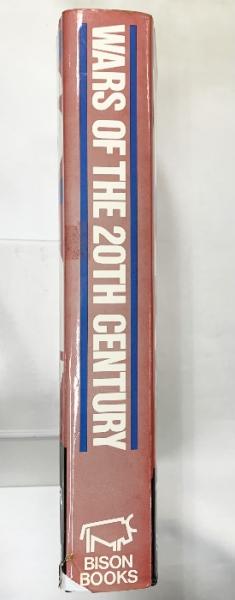 WARS OF THE 20TH CENTURY
BISON
BOOKS